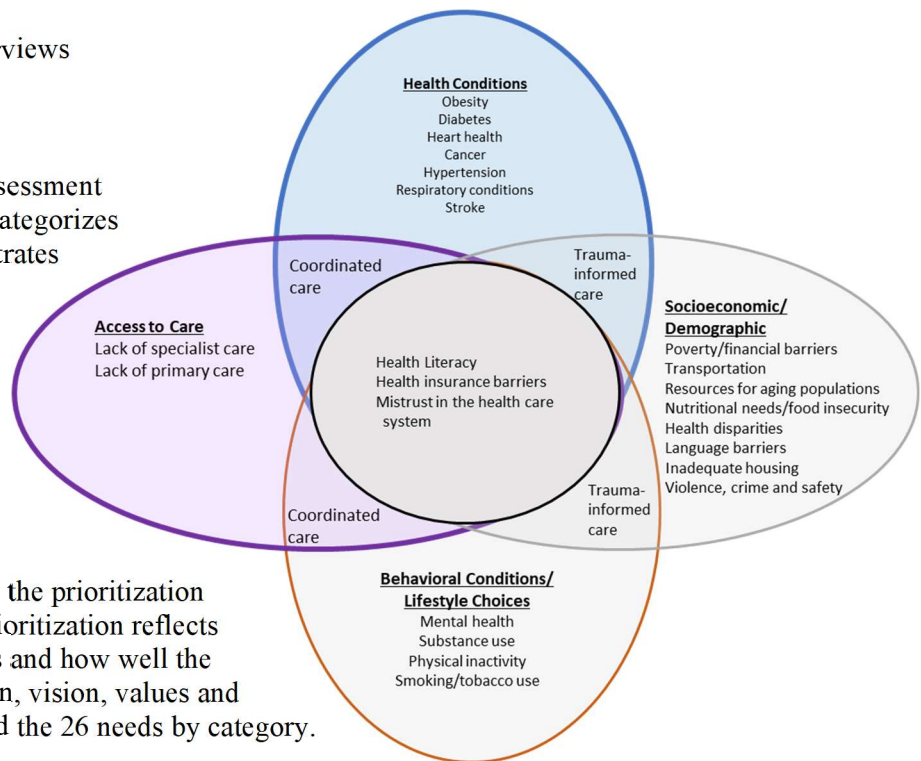 Health Conditions
Obesity
Diabetes
Heart health
Cancer
Hypertension
Respiratory conditions
Stroke
sessment
Coordinated
care
Trauma-
informed
care
Access to Care
Lack of specialist care
Lack of primary care
Health Literacy
Health insurance barriers
Mistrust in the health care
system
Socioeconomic/
Demographic
Poverty/financial barriers
Transportation
Resources for aging populations
Nutritional needs/food insecurity
Health disparities
Language barriers
Inadequate housing
Violence, crime and safety
Coordinated
care
Trauma-
informed
care
Behavioral Conditions/
Lifestyle Choices
Mental health
Substance use
Physical inactivity
Smoking/tobacco use
the prioritization
ioritization reflects
s and how well the
n, vision, values and
d the 26 needs by category.